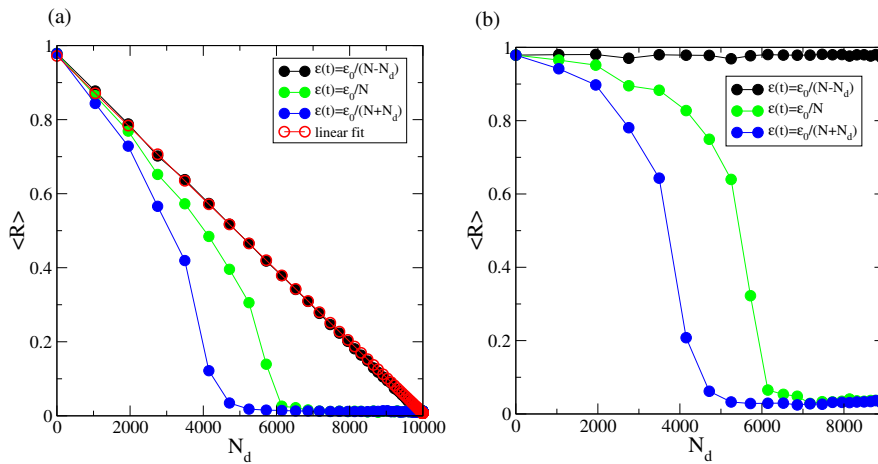 (a)
1
0.8
0.6
0.4
0.2
0
<R>
0
2000
4000
6000
8000
10000
N_d
ε(t)=ε_0/(N-N_d)
ε(t)=ε_0/N
ε(t)=ε_0/(N+N_d)
linear fit
(b)
1
0.8
0.6
0.4
0.2
0
<R>
0
2000
4000
6000
8000
N_d
ε(t)=ε_0/(N-N_d)
ε(t)=ε_0/N
ε(t)=ε_0/(N+N_d)